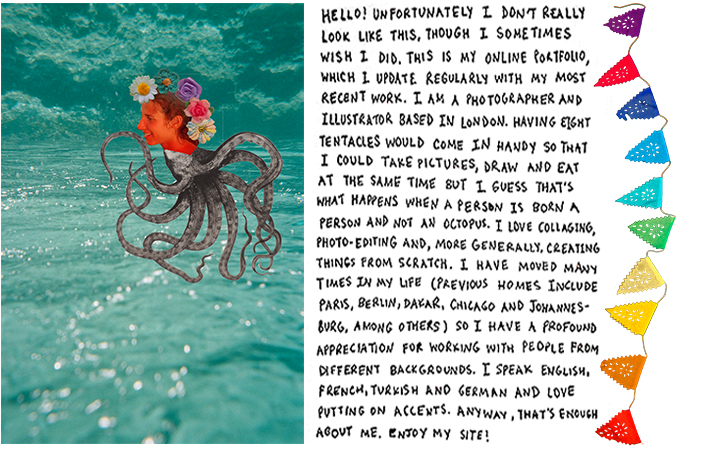 HELLO! UNFORTUNATELY I DON'T REALLY
LOOK LIKE THIS, THOUGH I SOMETIMES
WISH I DID. THIS IS MY ONLINE PORTFOLIO,
WHICH I UPDATE REGULARLY WITH MY MOST
RECENT WORK. I AM A PHOTOGRAPHER AND
ILLUSTRATOR BASED IN LONDON. HAVING EIGHT
TENTACLES WOULD COME IN HANDY SO THAT
I COULD TAKE PICTURES, DRAW AND EAT
AT THE SAME TIME BUT I GUESS THAT'S
WHAT HAPPENS WHEN A PERSON IS BORN A
PERSON AND NOT AN OCTOPUS. I LOVE COLLAGING,
PHOTO-EDITING AND, MORE GENERALLY, CREATING
THINGS FROM SCRATCH. I HAVE MOVED MANY
TIMES IN MY LIFE (PREVIOUS HOMES INCLUDE
PARIS, BERLIN, DAKAR, CHICAGO AND JOHANNES-
BURG, AMONG OTHERS) SO I HAVE A PROFOUND
APPRECIATION FOR WORKING WITH PEOPLE FROM
DIFFERENT BACKGROUNDS. I SPEAK ENGLISH,
FRENCH, TURKISH AND GERMAN AND LOVE
PUTTING ON ACCENTS. ANYWAY, THAT'S ENOUGH
ABOUT ME. ENJOY MY SITE!